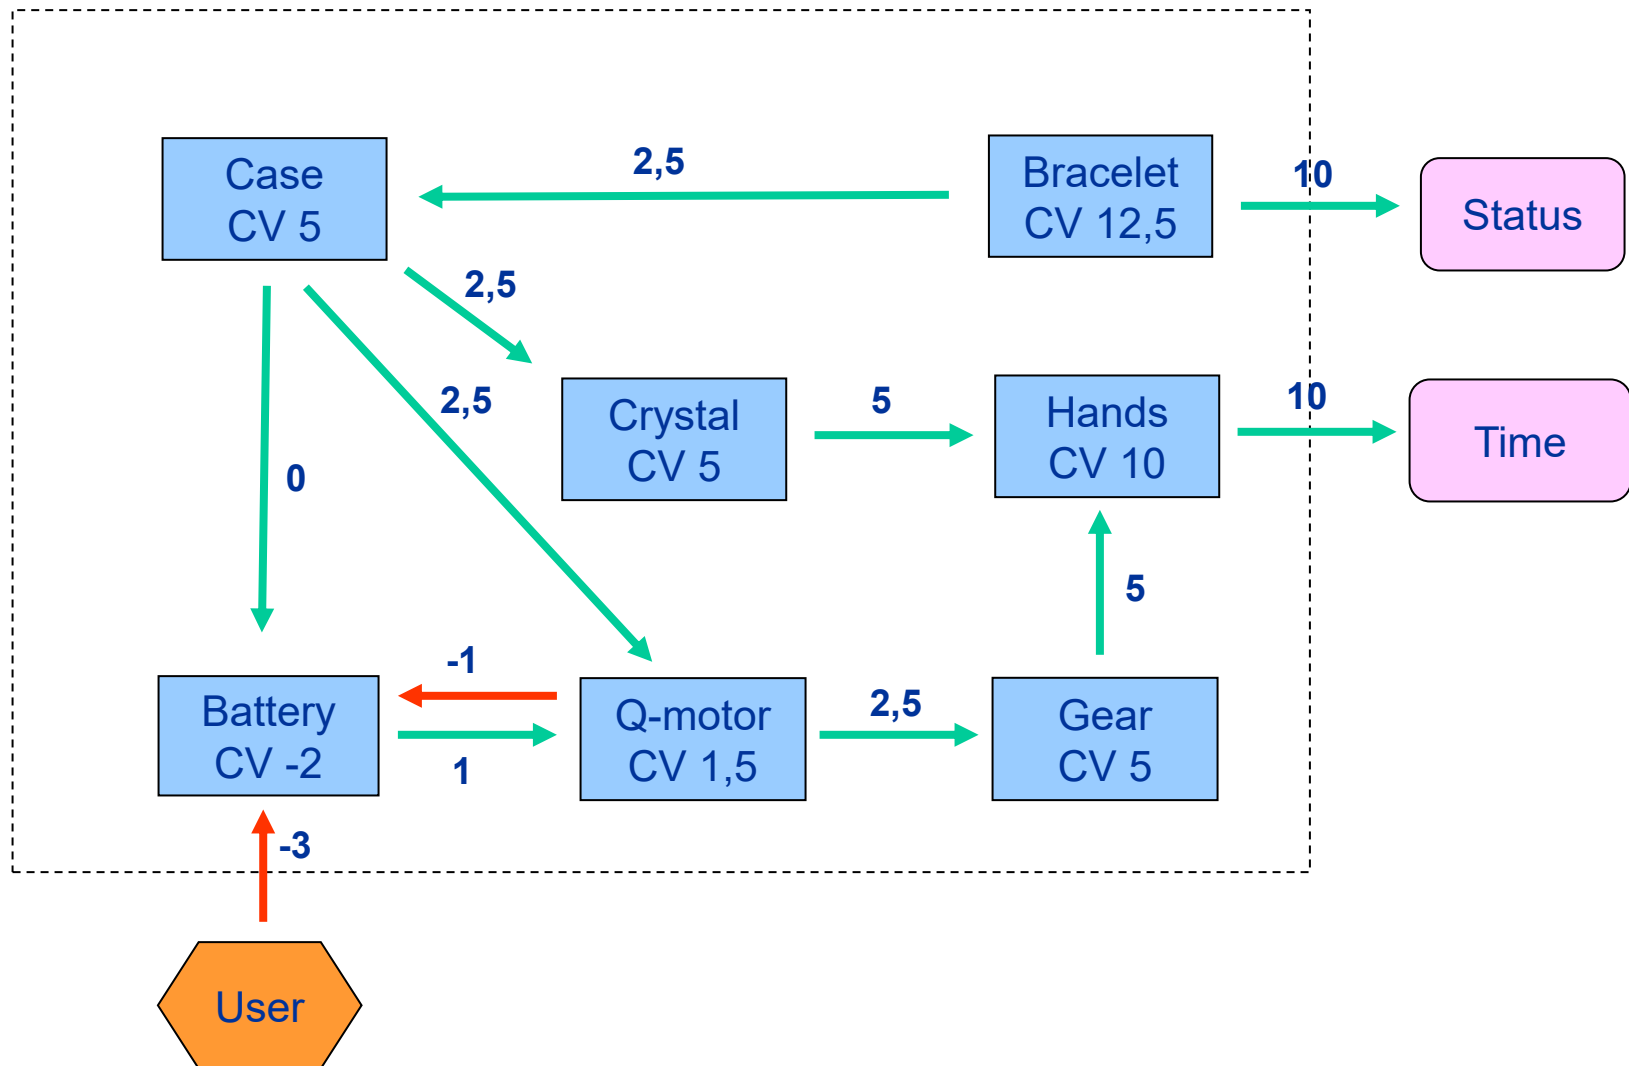 2,5
10
Case
CV 5
Bracelet
CV 12,5
Status
2,5
2,5
5
10
Crystal
CV 5
Hands
CV 10
Time
0
5
-1
2,5
Battery
CV -2
1
Q-motor
CV 1,5
Gear
CV 5
-3
User